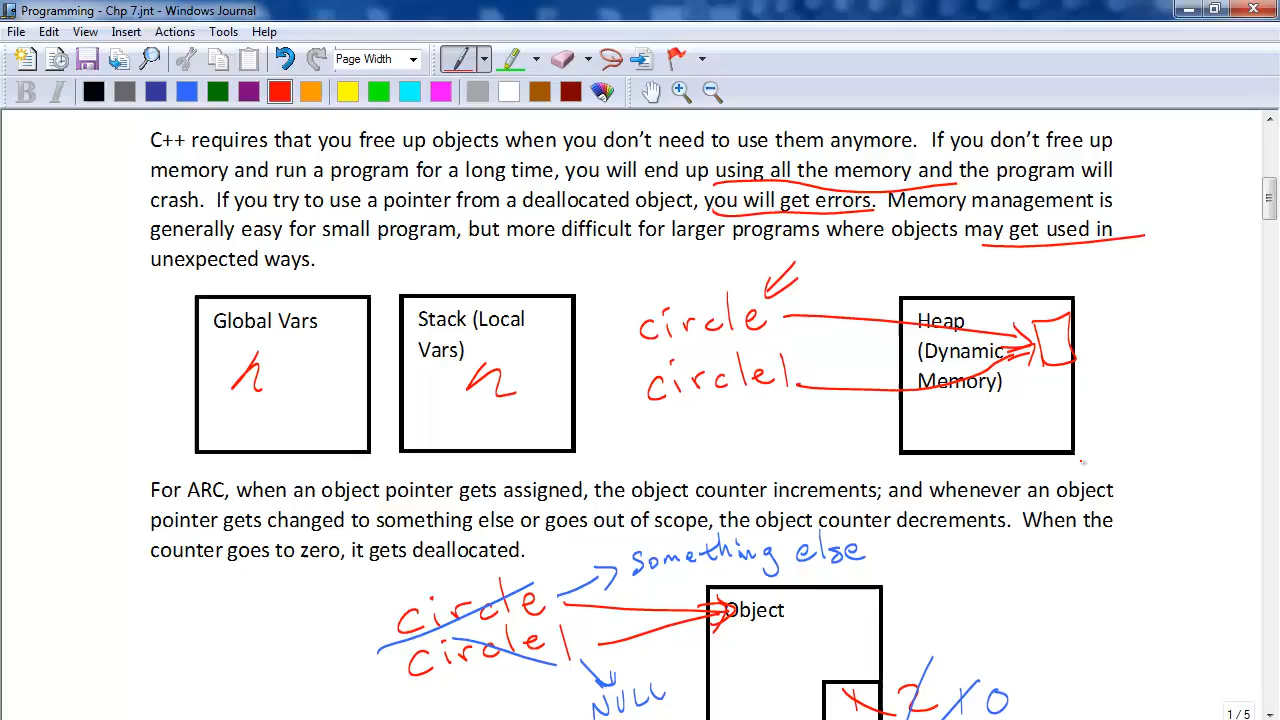 Programming - Chp 7.jnt - Windows Journal
File Edit View Insert Actions Tools Help
Page Width
B I
C++ requires that you free up objects when you don't need to use them anymore. If you don't free up
memory and run a program for a long time, you will end up using all the memory and the program will
crash. If you try to use a pointer from a deallocated object, you will get errors. Memory management is
generally easy for small program, but more difficult for larger programs where objects may get used in
unexpected ways.
Global Vars
Stack (Local
Vars)
circle
circle1
Heap
(Dynamic
Memory)
For ARC, when an object pointer gets assigned, the object counter increments; and whenever an object
pointer gets changed to something else or goes out of scope, the object counter decrements. When the
counter goes to zero, it gets deallocated.
something else
circle
circle1
NULL
Object
1 2 1 0
1 / 5